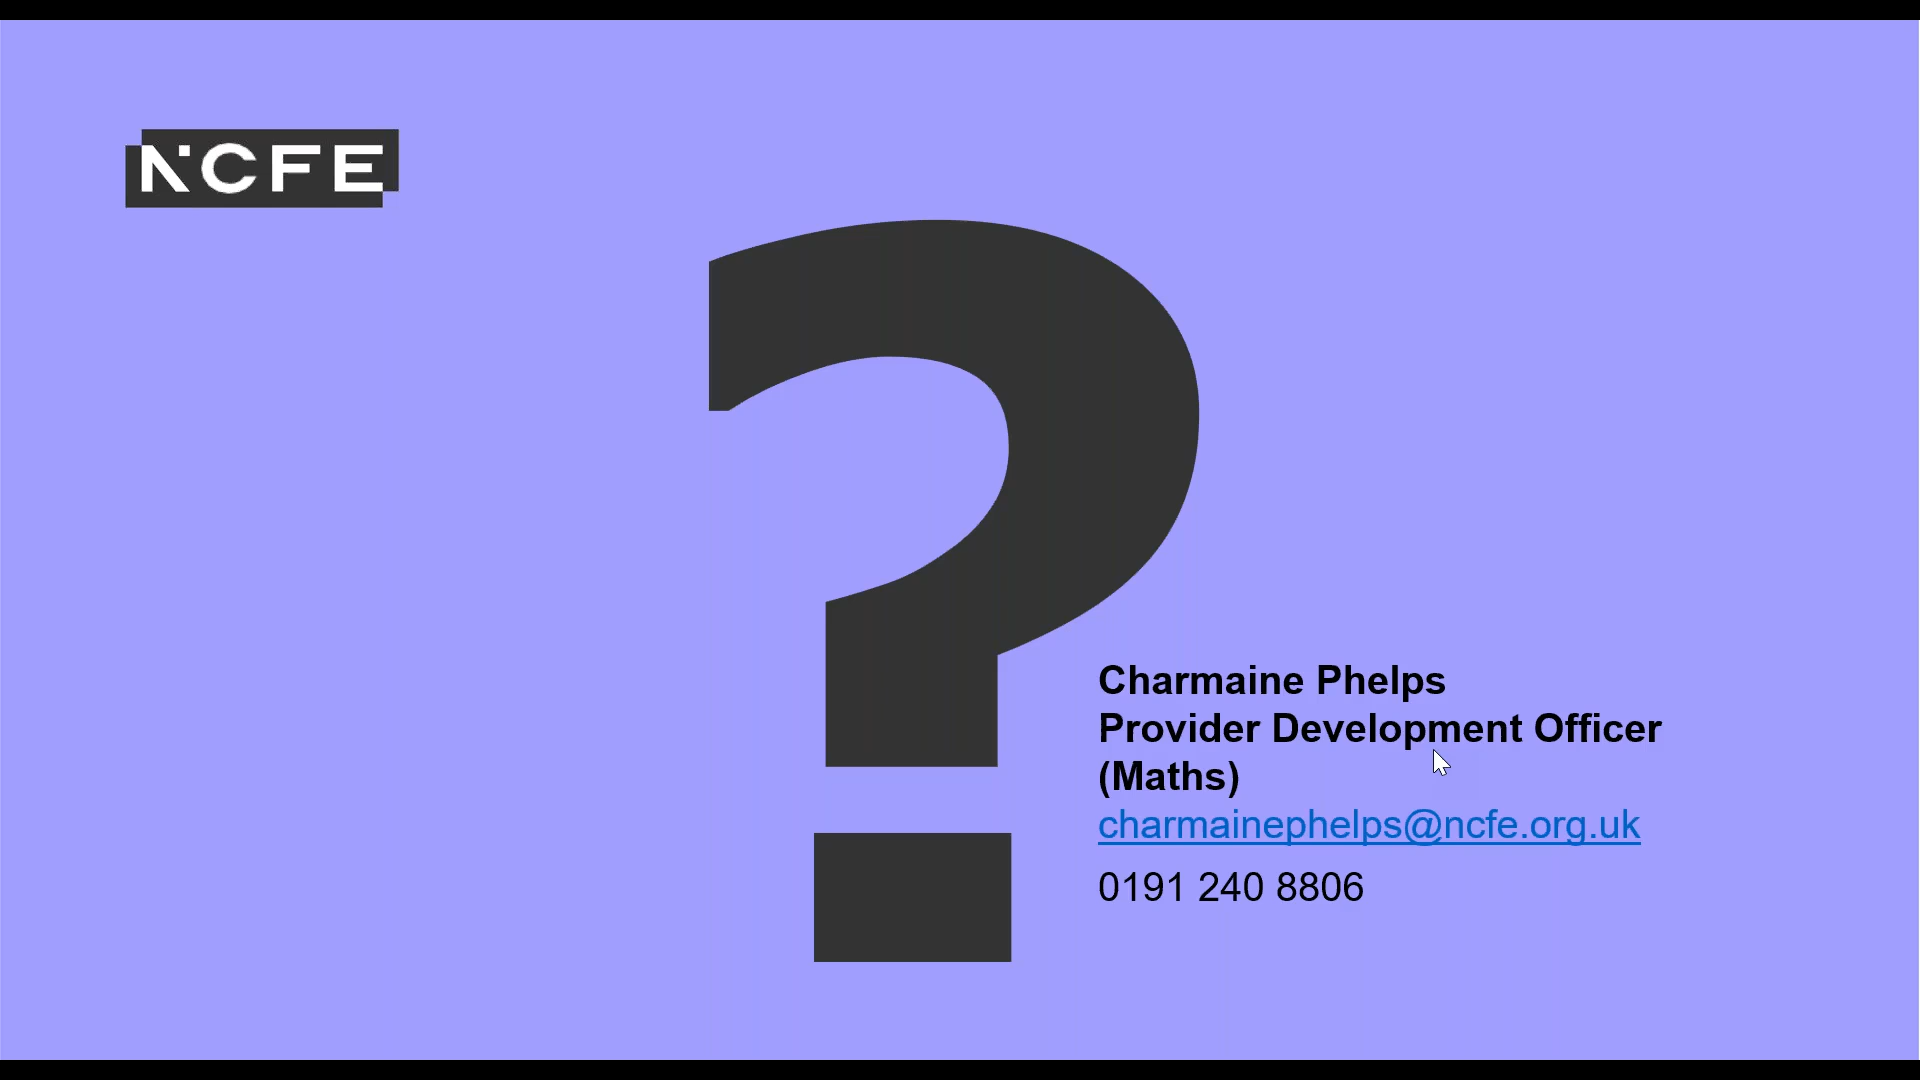 NCFE
?
Charmaine Phelps
Provider Development Officer
(Maths)
charmainephelps@ncfe.org.uk
0191 240 8806